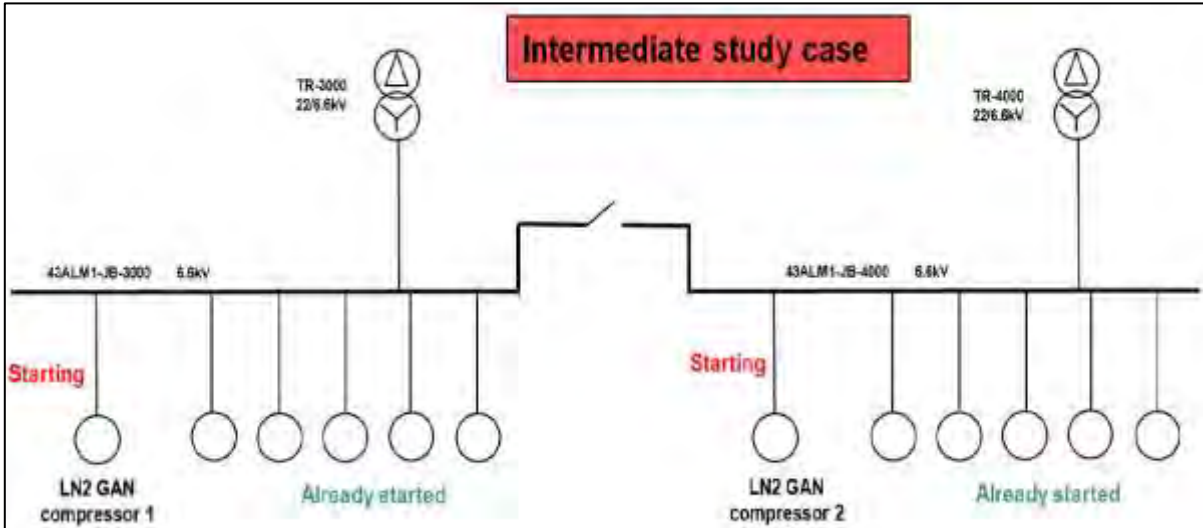 Intermediate study case
TR-3000
22/6.6kV
TR-4000
22/6.6kV
43ALM1-JB-3000 6.6kV
43ALM1-JB-4000 6.6kV
Starting
Starting
LN2 GAN
compressor 1
Already started
LN2 GAN
compressor 2
Already started